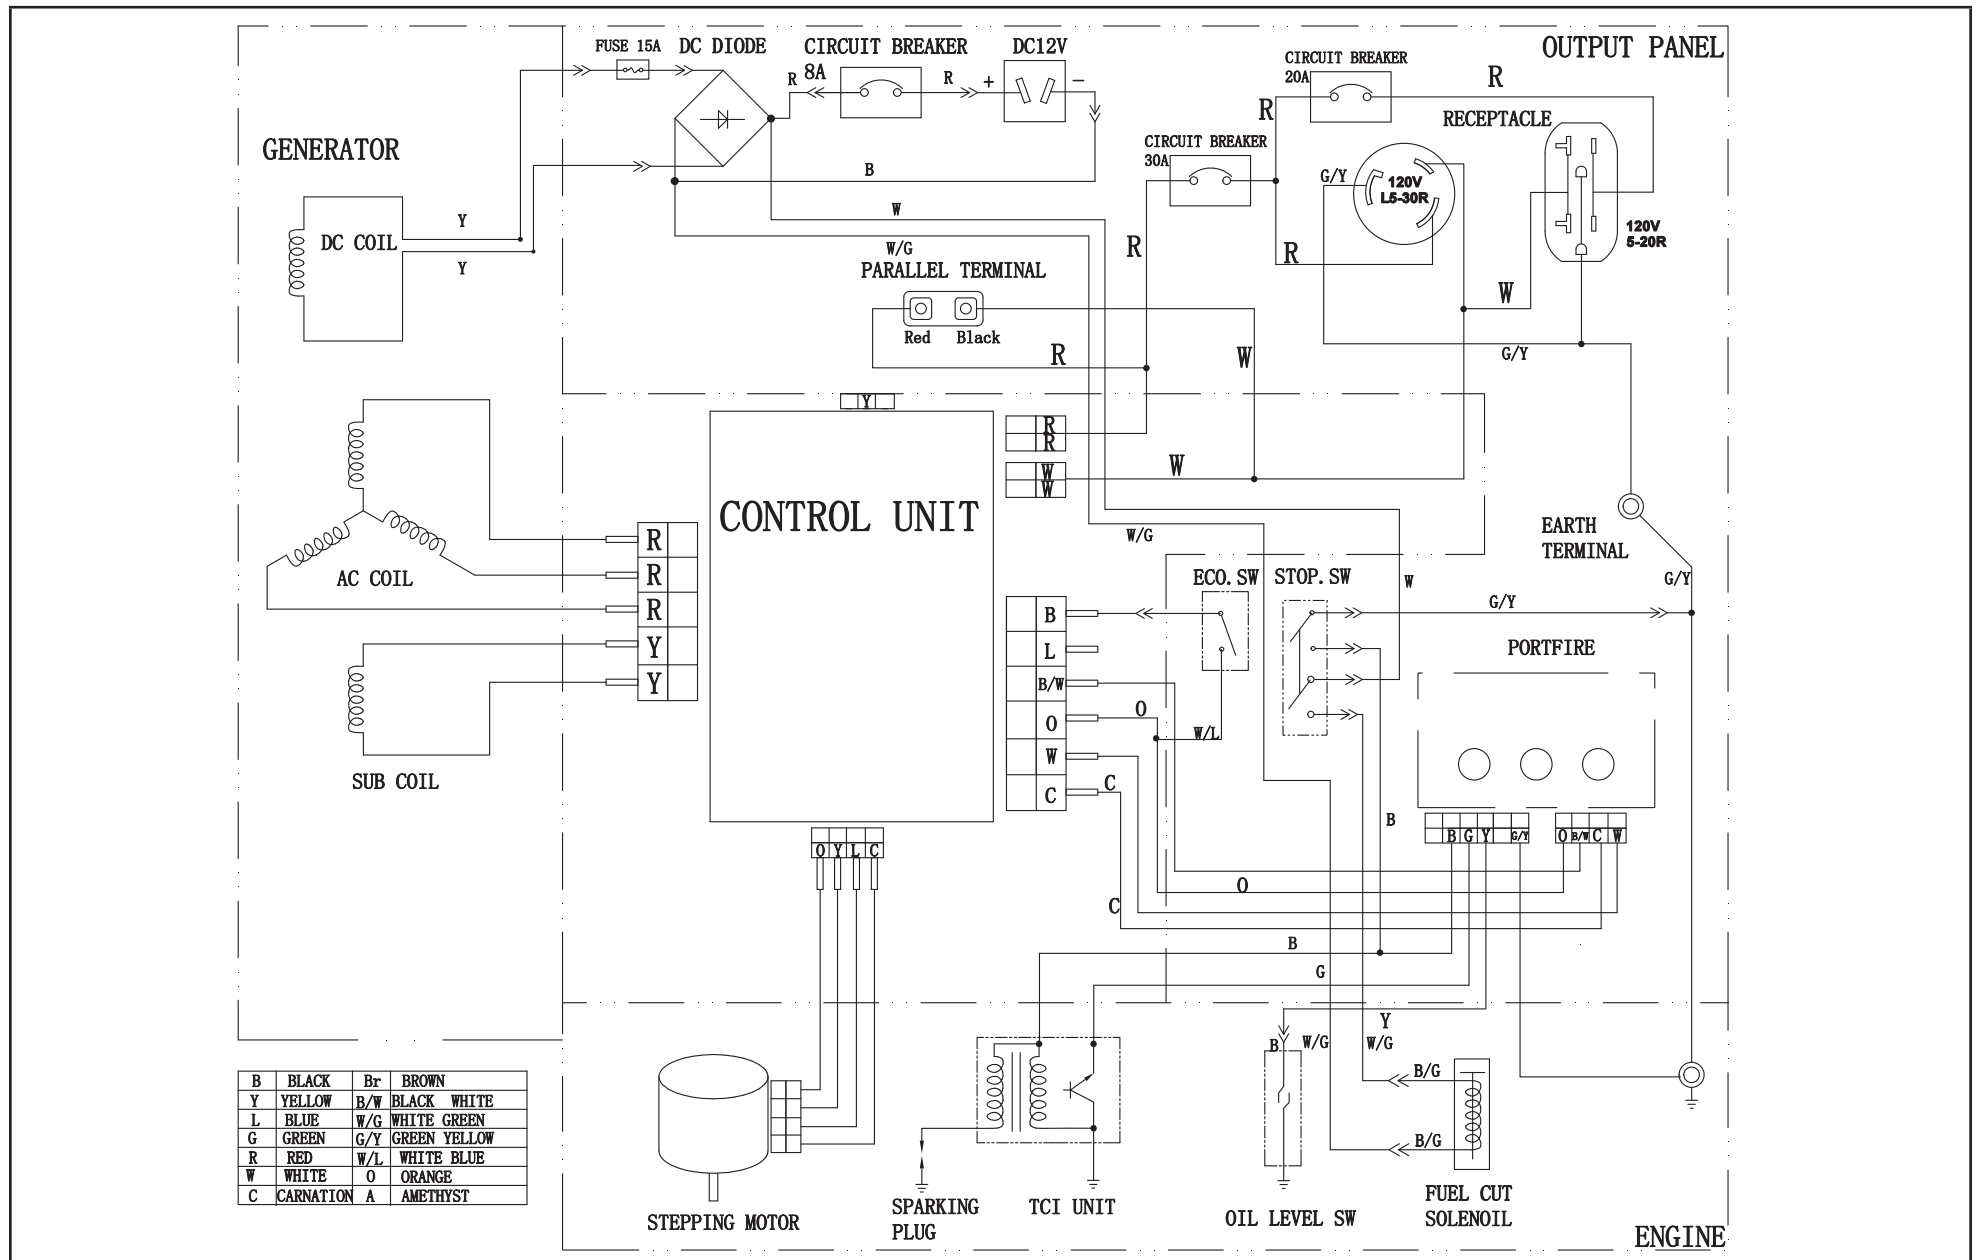 FUSE 15A
DC DIODE
CIRCUIT BREAKER
8A
DC12V
OUTPUT PANEL
R
R
+
−
CIRCUIT BREAKER
20A
R
R
RECEPTACLE
GENERATOR
CIRCUIT BREAKER
30A
B
G/Y
120V
L5-30R
W
DC COIL
Y
Y
W/G
R
R
120V
5-20R
PARALLEL TERMINAL
Red
Black
W
R
W
G/Y
Y
R
R
W
W
W
CONTROL UNIT
EARTH
TERMINAL
W/G
R
R
R
Y
Y
AC COIL
SUB COIL
ECO.SW
STOP.SW
W
G/Y
G/Y
B
L
B/W
O
W
C
O
W/L
C
PORTFIRE
B
B
G
Y
G/Y
O
B/W
C
W
O
Y
L
C
O
C
B
G
Y
B
W/G
W/G
B/G
B/G
B BLACK Br BROWN
Y YELLOW B/W BLACK WHITE
L BLUE W/G WHITE GREEN
G GREEN G/Y GREEN YELLOW
R RED W/L WHITE BLUE
W WHITE O ORANGE
C CARNATION A AMETHYST
STEPPING MOTOR
SPARKING
PLUG
TCI UNIT
OIL LEVEL SW
FUEL CUT
SOLENOIL
ENGINE